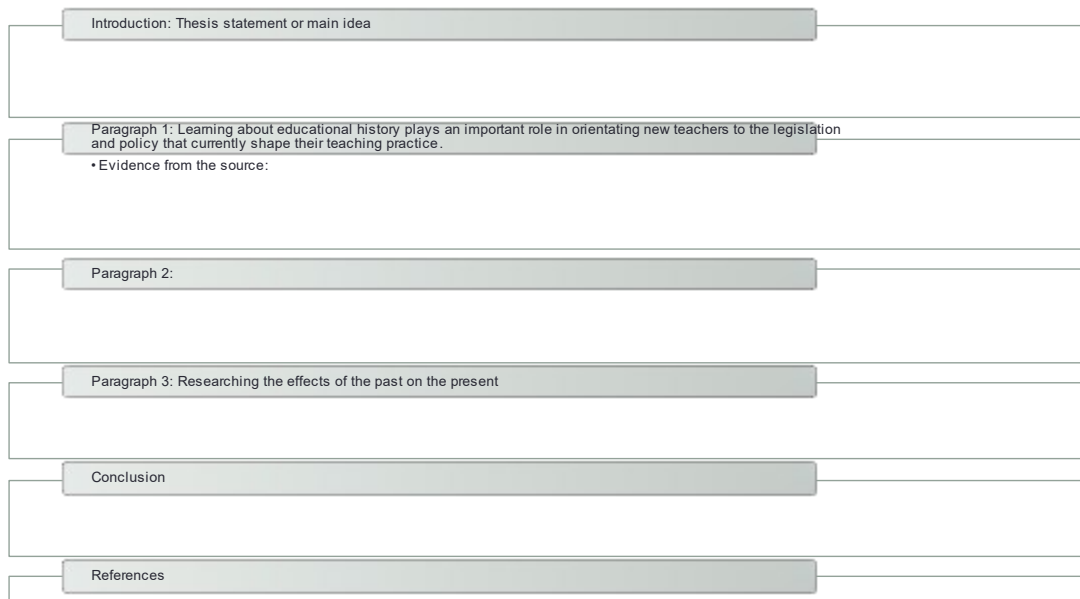 Introduction: Thesis statement or main idea
Paragraph 1: Learning about educational history plays an important role in orientating new teachers to the legislation
and policy that currently shape their teaching practice.
• Evidence from the source:
Paragraph 2:
Paragraph 3: Researching the effects of the past on the present
Conclusion
References